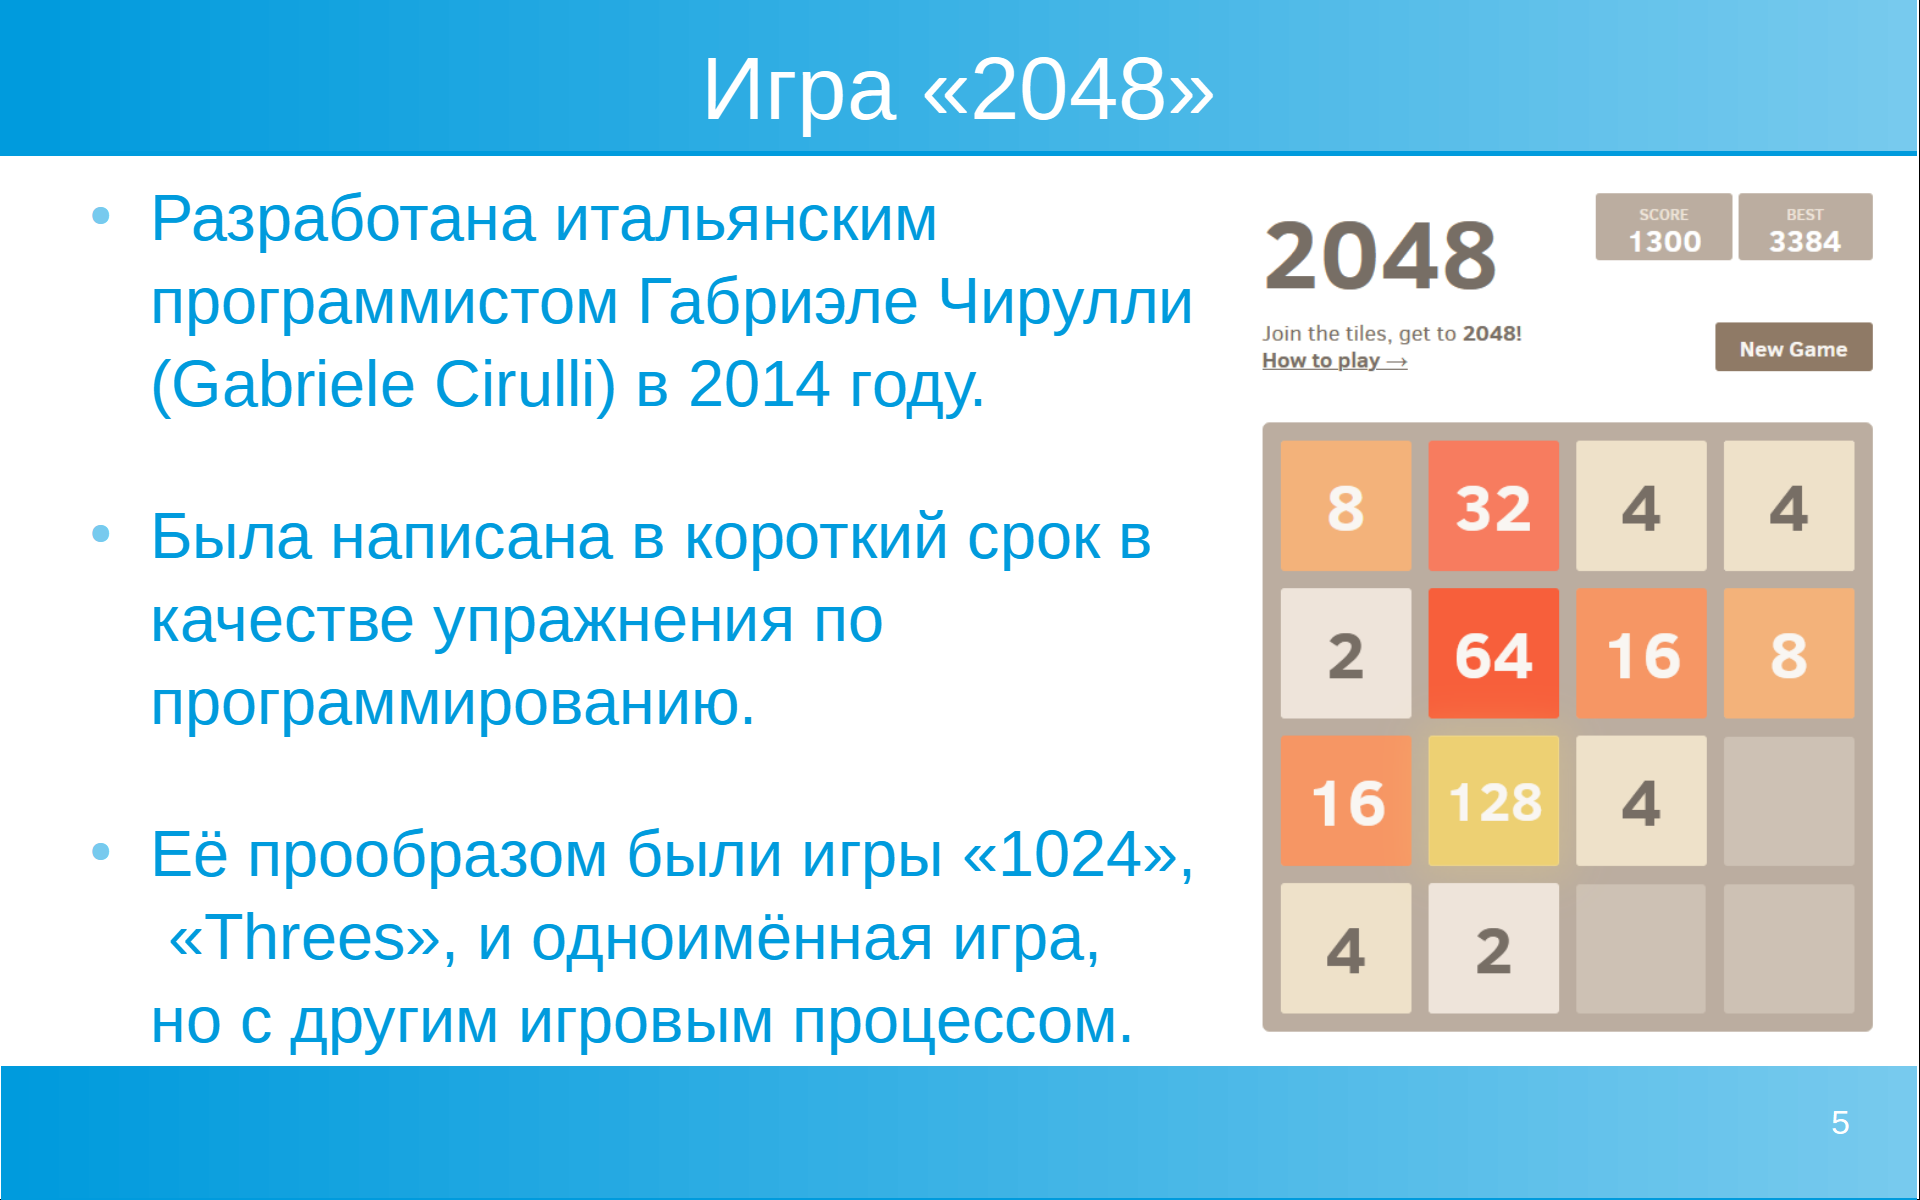 Игра «2048»
• Разработана итальянским
программистом Габриэле Чирулли
(Gabriele Cirulli) в 2014 году.
• Была написана в короткий срок в
качестве упражнения по
программированию.
• Её прообразом были игры «1024»,
«Threes», и одноимённая игра,
но с другим игровым процессом.
2048
SCORE BEST
1300 3384
Join the tiles, get to 2048!
How to play →
New Game
8 32 4 4
2 64 16 8
16 128 4
4 2
5